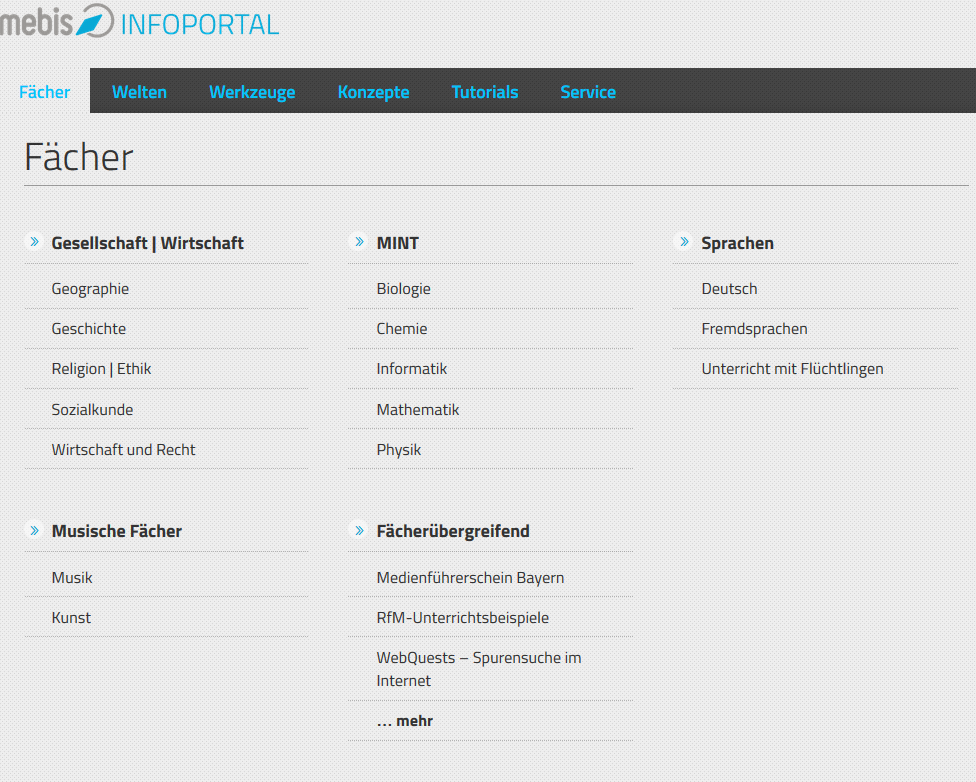 mebis INFOPORTAL
Fächer Welten Werkzeuge Konzepte Tutorials Service
Fächer
» Gesellschaft | Wirtschaft
Geographie
Geschichte
Religion | Ethik
Sozialkunde
Wirtschaft und Recht
» MINT
Biologie
Chemie
Informatik
Mathematik
Physik
» Sprachen
Deutsch
Fremdsprachen
Unterricht mit Flüchtlingen
» Musische Fächer
Musik
Kunst
» Fächerübergreifend
Medienführerschein Bayern
RfM-Unterrichtsbeispiele
WebQuests – Spurensuche im
Internet
... mehr